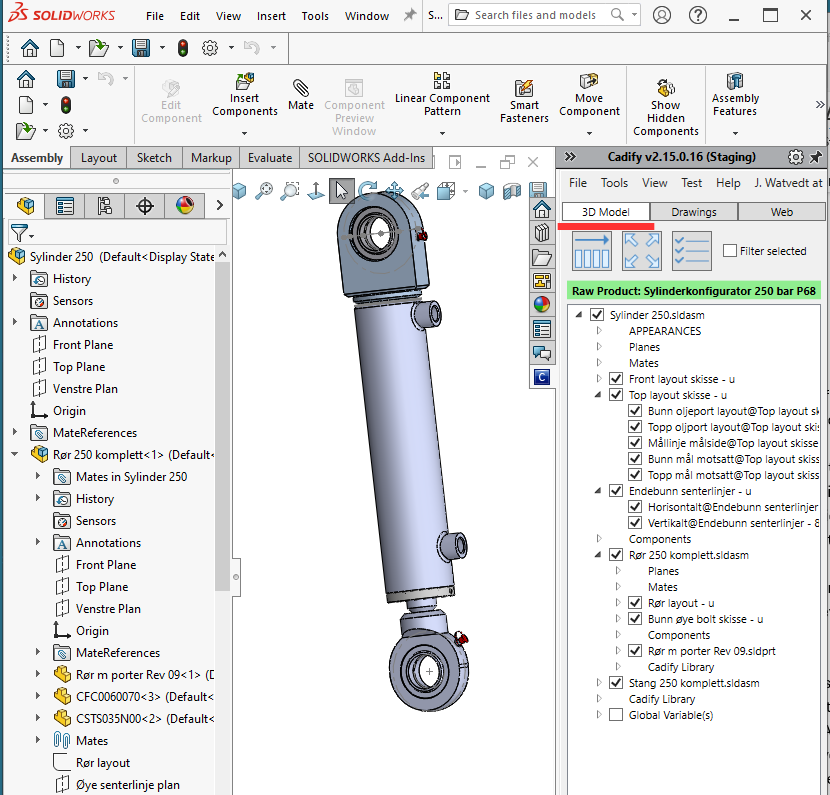 SOLIDWORKS File Edit View Insert Tools Window S... Search files and models
Edit Component
Insert Components
Mate
Component Preview Window
Linear Component Pattern
Smart Fasteners
Move Component
Show Hidden Components
Assembly Features
Assembly Layout Sketch Markup Evaluate SOLIDWORKS Add-Ins
Cadify v2.15.0.16 (Staging)
File Tools View Test Help J. Watvedt at
3D Model Drawings Web
Filter selected
Raw Product: Sylinderkonfigurator 250 bar P68
Sylinder 250 (Default<Display State
History
Sensors
Annotations
Front Plane
Top Plane
Venstre Plan
Origin
MateReferences
Rør 250 komplett<1> (Default<
Mates in Sylinder 250
History
Sensors
Annotations
Front Plane
Top Plane
Venstre Plan
Origin
MateReferences
Rør m porter Rev 09<1> (D
CFC0060070<3> (Default<
CSTS035N00<2> (Default<
Mates
Rør layout
Øye senterlinje plan
Sylinder 250.sldasm
APPEARANCES
Planes
Mates
Front layout skisse - u
Top layout skisse - u
Bunn oljeport layout@Top layout sk
Topp oljport layout@Top layout skis
Mållinje målside@Top layout skisse
Bunn mål motsatt@Top layout skiss
Topp mål motsatt@Top layout skiss
Endebunn senterlinjer - u
Horisontalt@Endebunn senterlinjer
Vertikalt@Endebunn senterlinjer - 8
Components
Rør 250 komplett.sldasm
Planes
Mates
Rør layout - u
Bunn øye bolt skisse - u
Components
Rør m porter Rev 09.sldprt
Cadify Library
Stang 250 komplett.sldasm
Cadify Library
Global Variable(s)